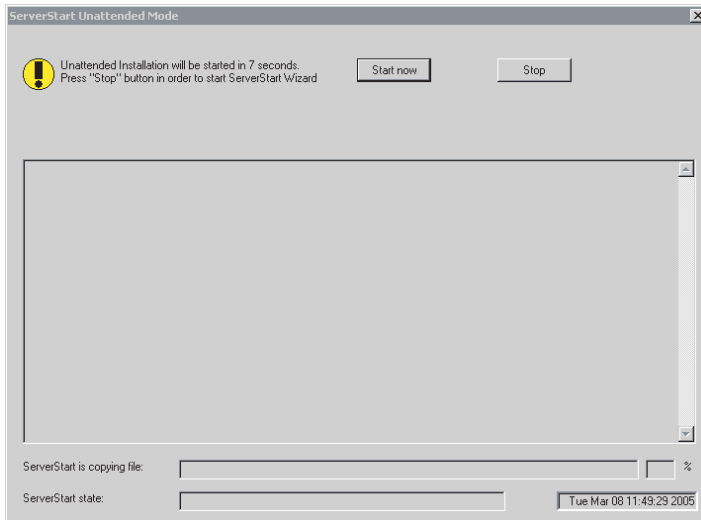 ServerStart Unattended Mode
Unattended Installation will be started in 7 seconds.
Press "Stop" button in order to start ServerStart Wizard
Start now
Stop
ServerStart is copying file:
%
ServerStart state:
Tue Mar 08 11:49:29 2005